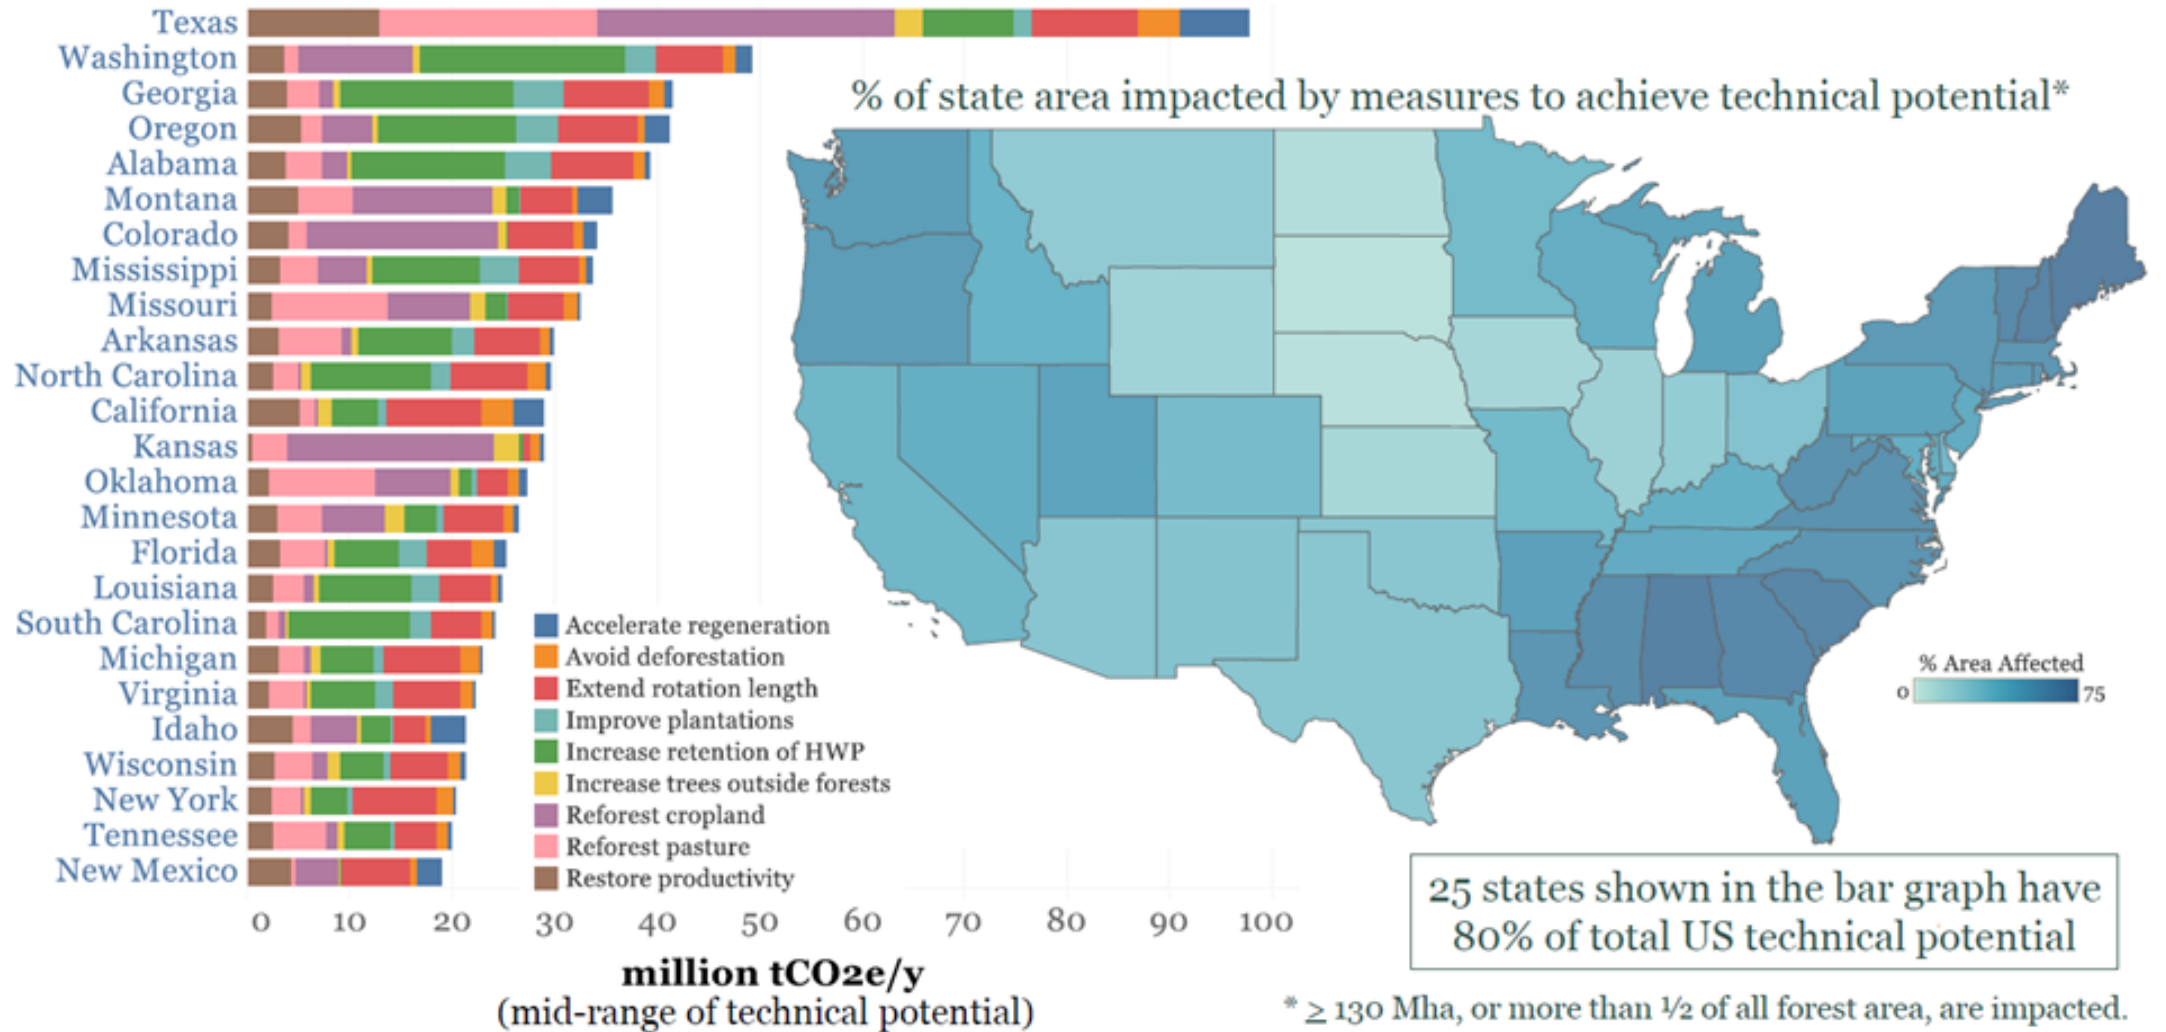 Texas
Washington
Georgia
Oregon
Alabama
Montana
Colorado
Mississippi
Missouri
Arkansas
North Carolina
California
Kansas
Oklahoma
Minnesota
Florida
Louisiana
South Carolina
Michigan
Virginia
Idaho
Wisconsin
New York
Tennessee
New Mexico
0 10 20 30 40 50 60 70 80 90 100
million tCO2e/y
(mid-range of technical potential)
Accelerate regeneration
Avoid deforestation
Extend rotation length
Improve plantations
Increase retention of HWP
Increase trees outside forests
Reforest cropland
Reforest pasture
Restore productivity
% of state area impacted by measures to achieve technical potential*
% Area Affected
0 75
25 states shown in the bar graph have
80% of total US technical potential
* ≥ 130 Mha, or more than ½ of all forest area, are impacted.